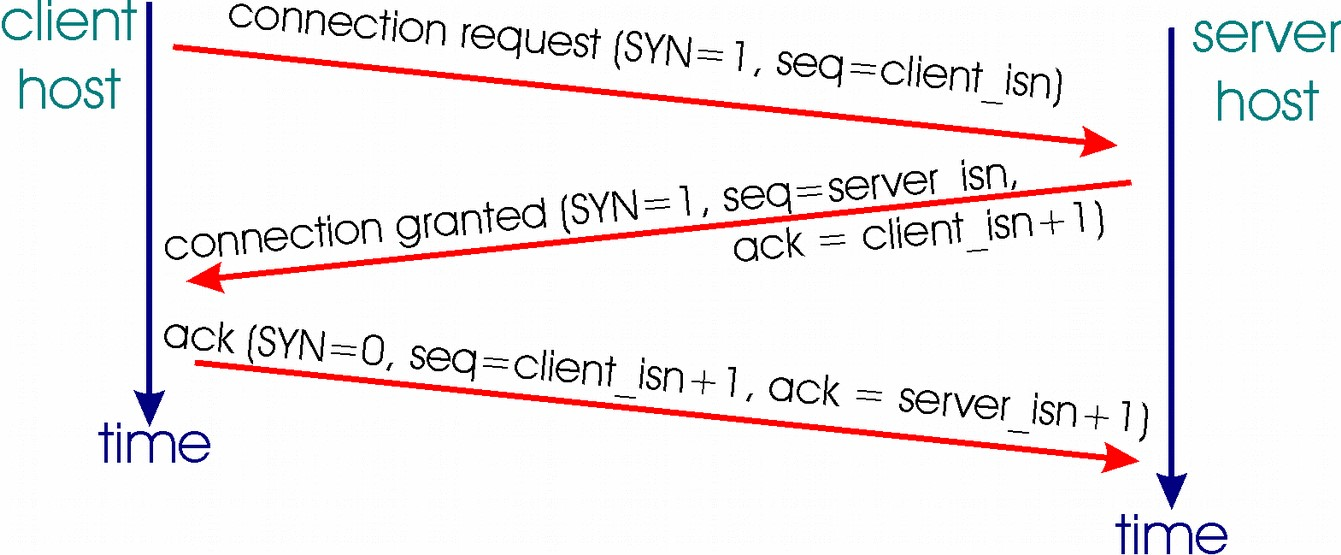 client
host
connection request (SYN=1, seq=client_isn)
server
host
connection granted (SYN=1, seq=server_isn,
ack = client_isn+1)
ack (SYN=0, seq=client_isn+1, ack = server_isn+1)
time
time